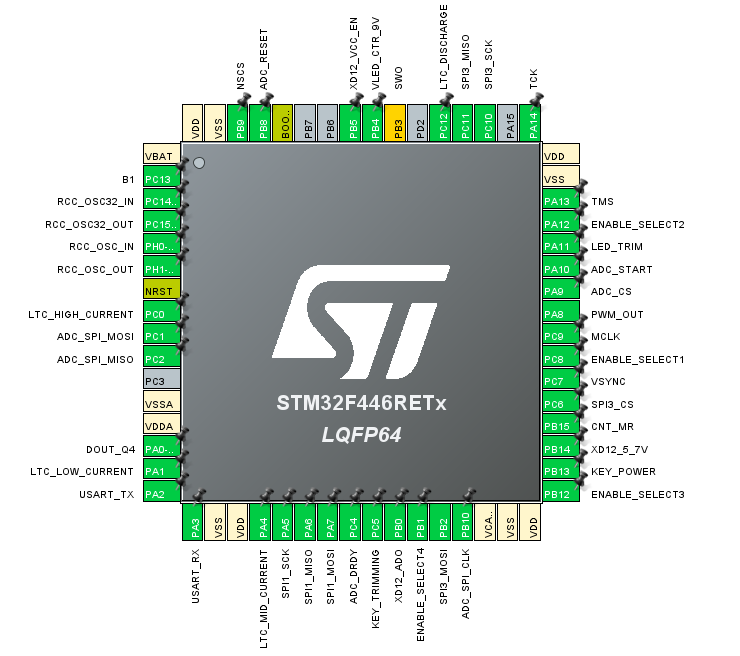 NSCS
ADC_RESET
XD12_VCC_EN
VLED_CTR_9V
SWO
LTC_DISCHARGE
SPI3_MISO
SPI3_SCK
TCK
VDD
VSS
PB9
PB8
BOO..
PB7
PB6
PB5
PB4
PB3
PD2
PC12
PC11
PC10
PA15
PA14
VBAT
B1 PC13
RCC_OSC32_IN PC14..
RCC_OSC32_OUT PC15..
RCC_OSC_IN PH0-..
RCC_OSC_OUT PH1-..
NRST
LTC_HIGH_CURRENT PC0
ADC_SPI_MOSI PC1
ADC_SPI_MISO PC2
PC3
VSSA
VDDA
DOUT_Q4 PA0-..
LTC_LOW_CURRENT PA1
USART_TX PA2
ST
STM32F446RETx
LQFP64
VDD
VSS
PA13 TMS
PA12 ENABLE_SELECT2
PA11 LED_TRIM
PA10 ADC_START
PA9 ADC_CS
PA8 PWM_OUT
PC9 MCLK
PC8 ENABLE_SELECT1
PC7 VSYNC
PC6 SPI3_CS
PB15 CNT_MR
PB14 XD12_5_7V
PB13 KEY_POWER
PB12 ENABLE_SELECT3
PA3
VSS
VDD
PA4
PA5
PA6
PA7
PC4
PC5
PB0
PB1
PB2
PB10
VCA..
VSS
VDD
USART_RX
LTC_MID_CURRENT
SPI1_SCK
SPI1_MISO
SPI1_MOSI
ADC_DRDY
KEY_TRIMMING
XD12_ADO
ENABLE_SELECT4
SPI3_MOSI
ADC_SPI_CLK